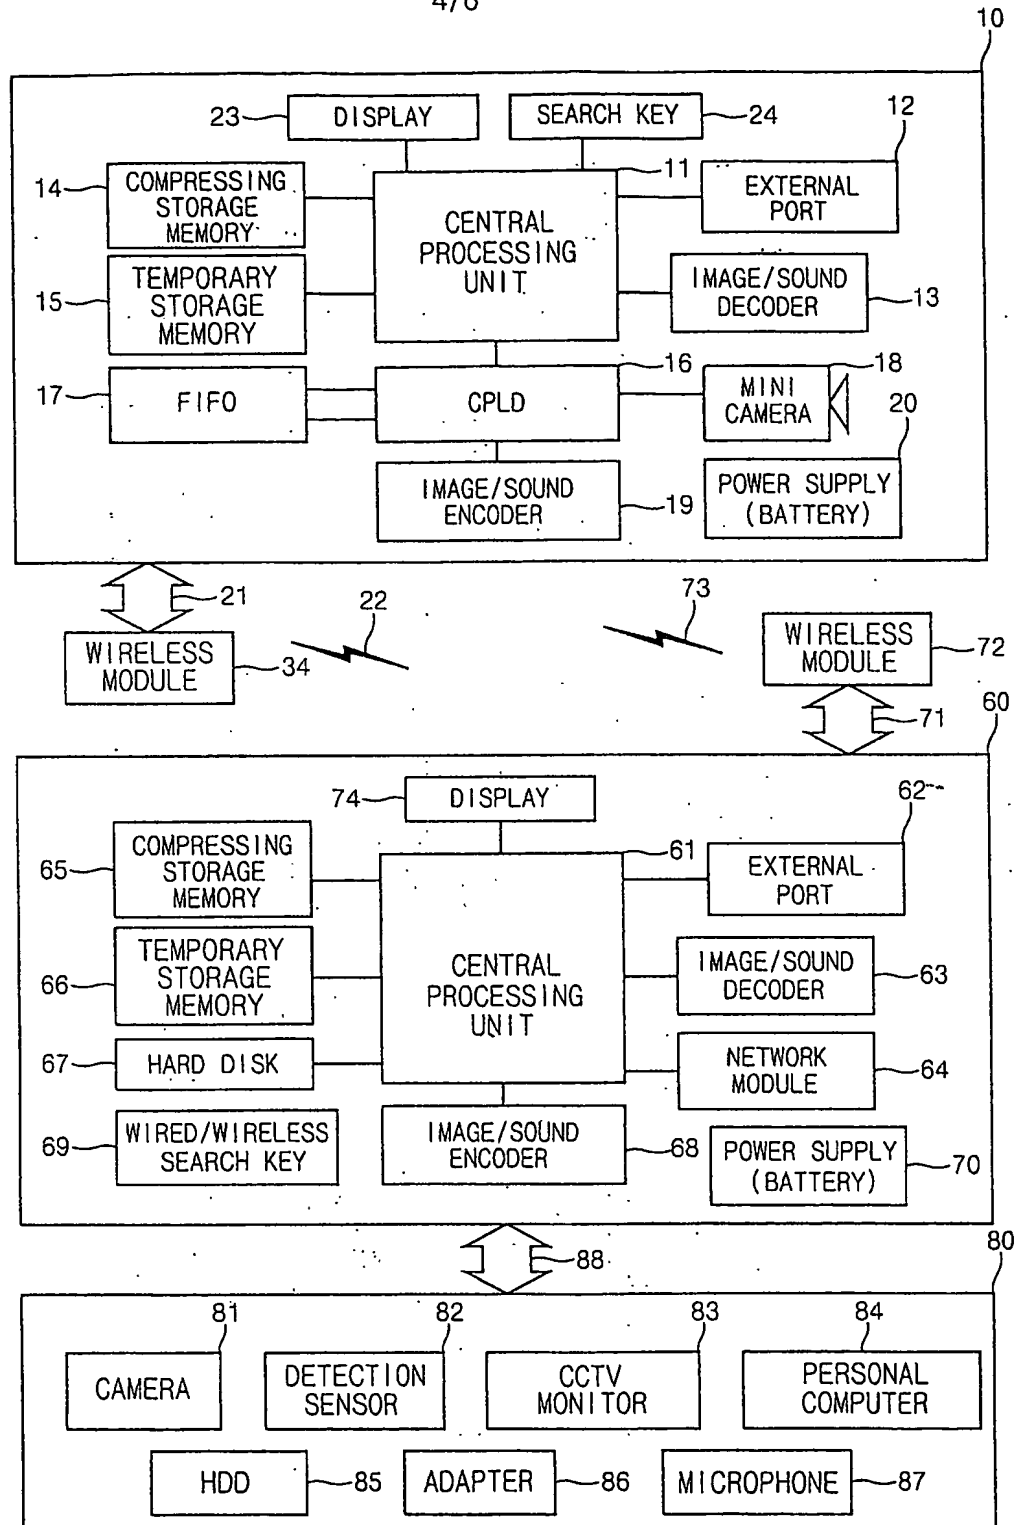 4/6
10
23
DISPLAY
SEARCH KEY
24
12
14
COMPRESSING
STORAGE
MEMORY
11
CENTRAL
PROCESSING
UNIT
EXTERNAL
PORT
15
TEMPORARY
STORAGE
MEMORY
IMAGE/SOUND
DECODER
13
17
FIFO
16
CPLD
MINI
CAMERA
18
20
IMAGE/SOUND
ENCODER
19
POWER SUPPLY
(BATTERY)
21
22
73
WIRELESS
MODULE
34
WIRELESS
MODULE
72
71
60
74
DISPLAY
62
65
COMPRESSING
STORAGE
MEMORY
61
EXTERNAL
PORT
66
TEMPORARY
STORAGE
MEMORY
CENTRAL
PROCESSING
UNIT
IMAGE/SOUND
DECODER
63
67
HARD DISK
NETWORK
MODULE
64
69
WIRED/WIRELESS
SEARCH KEY
IMAGE/SOUND
ENCODER
68
POWER SUPPLY
(BATTERY)
70
88
80
81
82
83
84
CAMERA
DETECTION
SENSOR
CCTV
MONITOR
PERSONAL
COMPUTER
HDD
85
ADAPTER
86
MICROPHONE
87